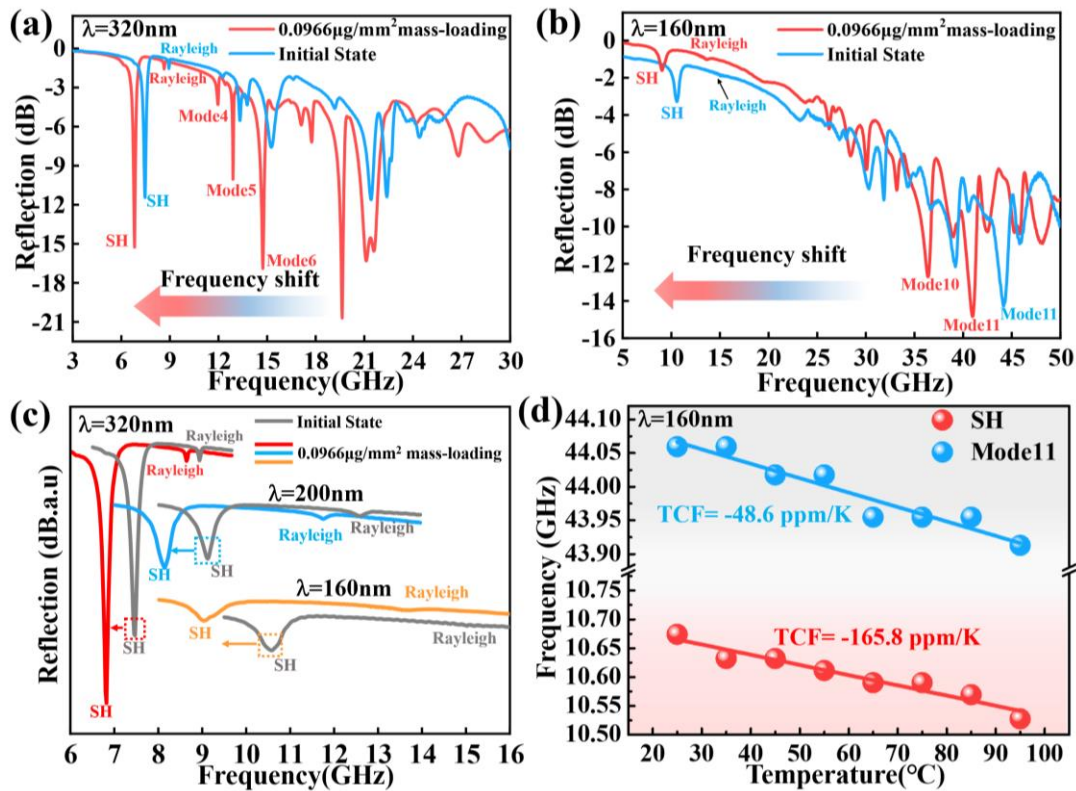 (a)
λ=320nm
0.0966μg/mm² mass-loading
Initial State
Rayleigh
Rayleigh
Mode4
Mode5
SH
SH
Mode6
Frequency shift
0
-3
-6
-9
-12
-15
-18
-21
Reflection (dB)
3 6 9 12 15 18 21 24 27 30
Frequency(GHz)
(b)
λ=160nm
0.0966μg/mm²mass-loading
Initial State
Rayleigh
SH
SH
Rayleigh
Frequency shift
Mode10
Mode11
Mode11
0
-2
-4
-6
-8
-10
-12
-14
-16
Reflection (dB)
5 10 15 20 25 30 35 40 45 50
Frequency(GHz)
(c)
λ=320nm
Initial State
0.0966μg/mm² mass-loading
Rayleigh
Rayleigh
λ=200nm
Rayleigh
Rayleigh
SH
SH
λ=160nm
Rayleigh
SH
SH
SH
Rayleigh
SH
Reflection (dB.a.u)
6 7 8 9 10 11 12 13 14 15 16
Frequency(GHz)
(d)
λ=160nm
SH
Mode11
TCF= -48.6 ppm/K
TCF= -165.8 ppm/K
44.10
44.05
44.00
43.95
43.90
10.75
10.70
10.65
10.60
10.55
10.50
Frequency (GHz)
20 30 40 50 60 70 80 90 100
Temperature(°C)